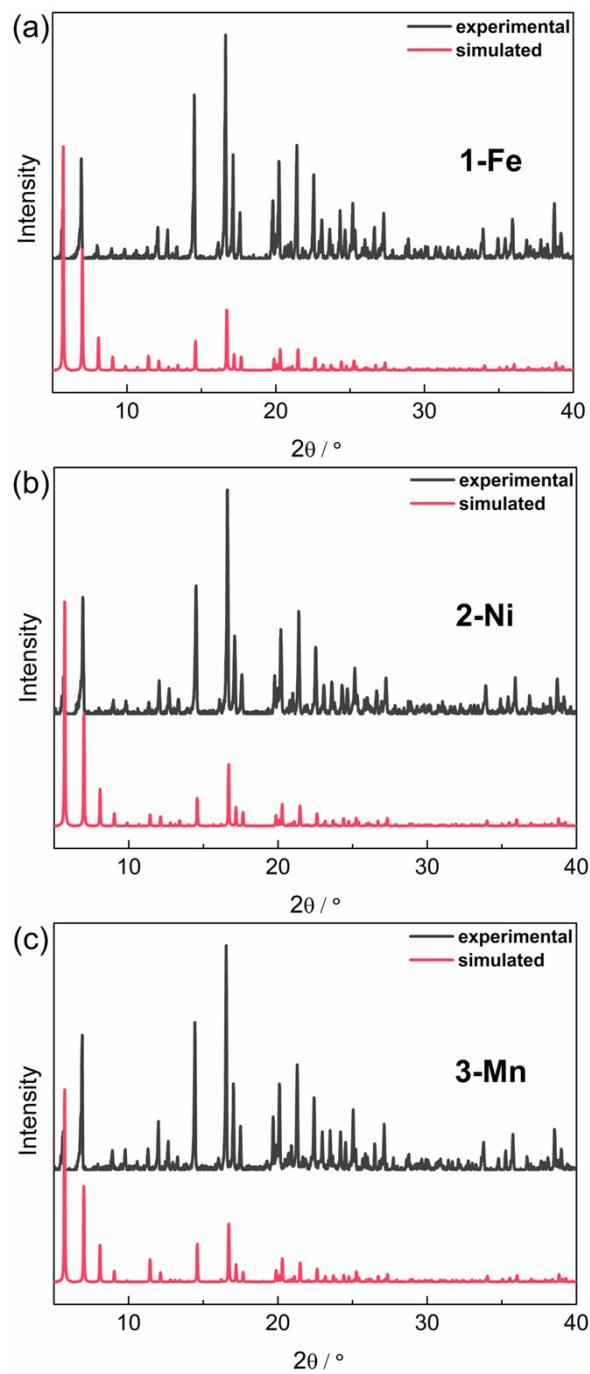 (a)
experimental
simulated
1-Fe
Intensity
10 20 30 40
2θ / °
(b)
experimental
simulated
2-Ni
Intensity
10 20 30 40
2θ / °
(c)
experimental
simulated
3-Mn
Intensity
10 20 30 40
2θ / °